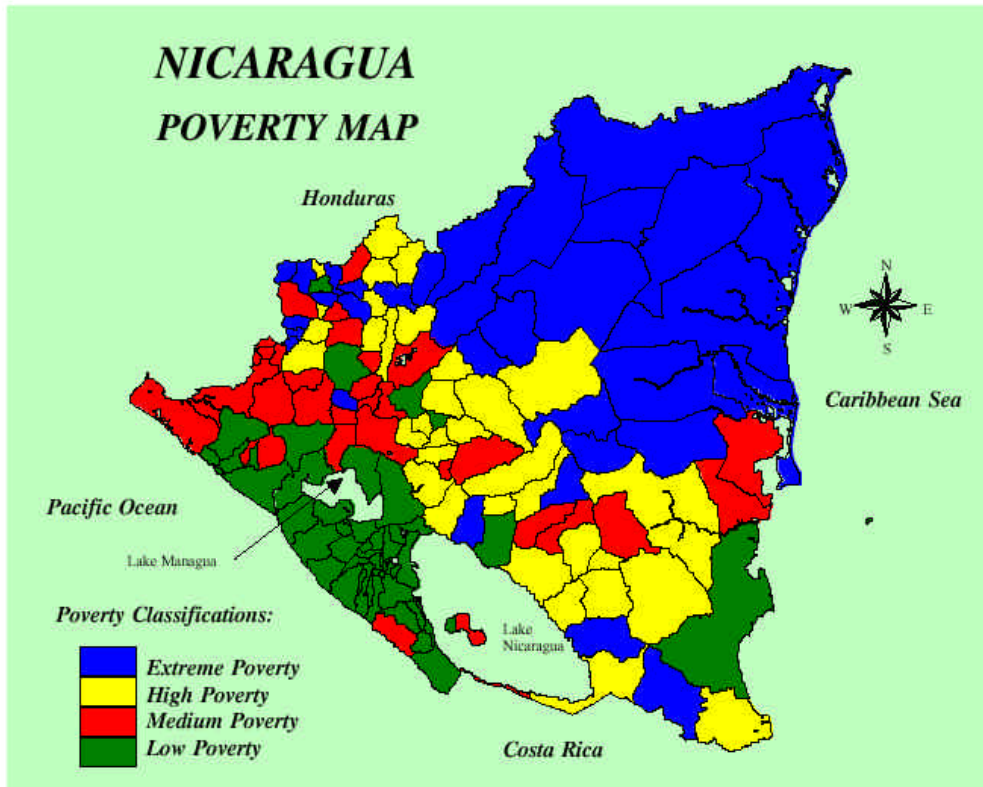 NICARAGUA
POVERTY MAP
Honduras
N
W E
S
Caribbean Sea
Pacific Ocean
Lake Managua
Poverty Classifications:
Lake
Nicaragua
Extreme Poverty
High Poverty
Medium Poverty
Low Poverty
Costa Rica